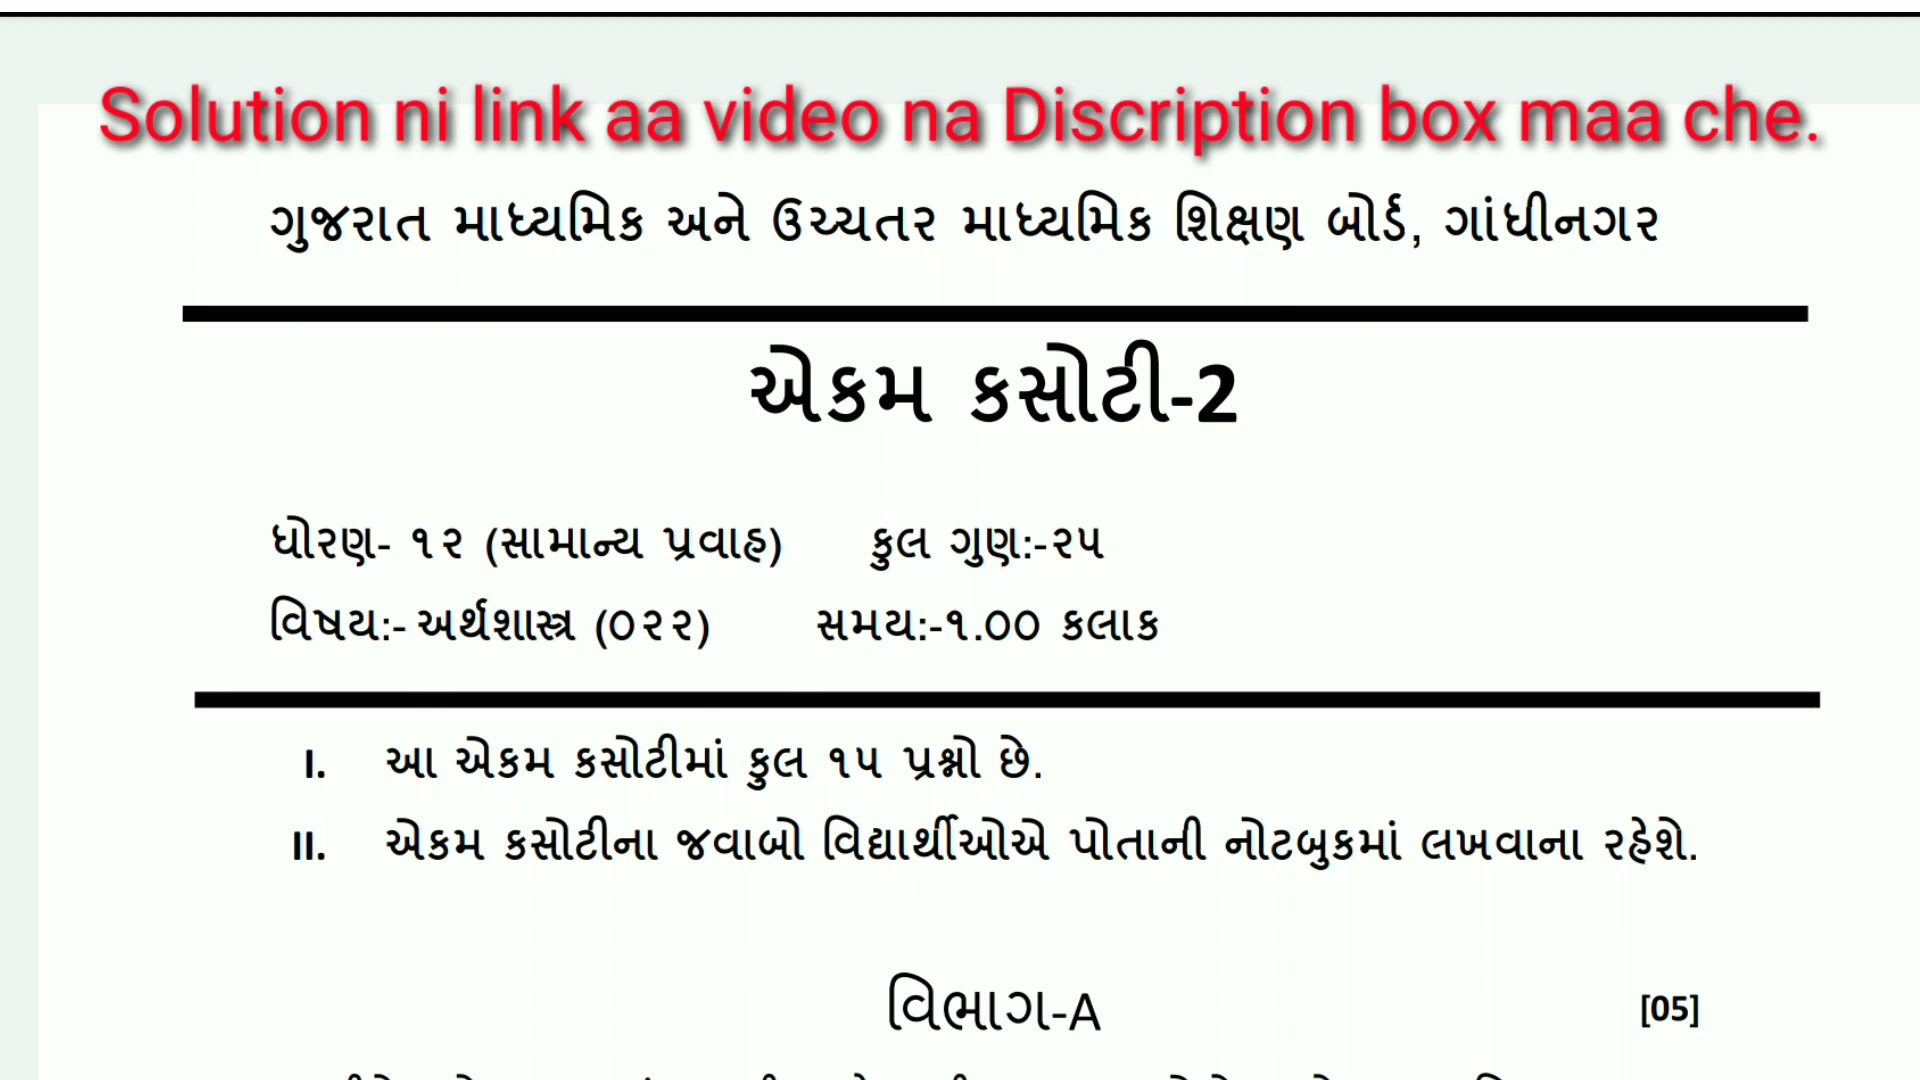 Solution ni link aa video na Discription box maa che.
ગુજરાત માધ્યમિક અને ઉચ્ચતર માધ્યમિક શિક્ષણ બોર્ડ, ગાંધીનગર
એકમ કસોટી-2
ધોરણ- ૧૨ (સામાન્ય પ્રવાહ) કુલ ગુણ:-૨૫
વિષય:- અર્થશાસ્ત્ર (૦૨૨) સમય:-૧.૦૦ કલાક
I. આ એકમ કસોટીમાં કુલ ૧૫ પ્રશ્નો છે.
II. એકમ કસોટીના જવાબો વિદ્યાર્થીઓએ પોતાની નોટબુકમાં લખવાના રહેશે.
વિભાગ-A [05]